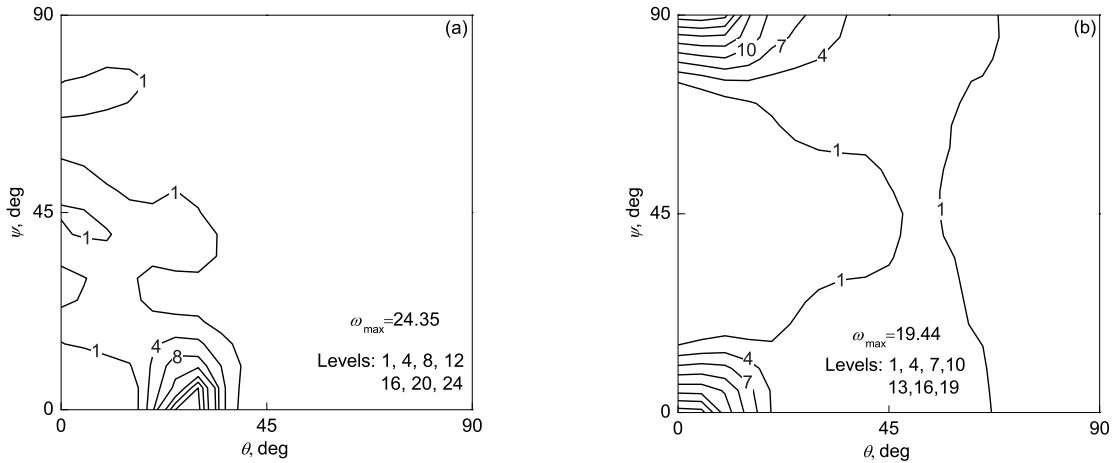 90
(a)
1
1
ψ, deg
45
1
1
4
8
ω max=24.35
Levels: 1, 4, 8, 12
16, 20, 24
0
0
45
90
θ, deg
90
(b)
10
7
4
1
ψ, deg
45
1
1
4
7
ω max=19.44
Levels: 1, 4, 7,10
13,16,19
0
0
45
90
θ, deg